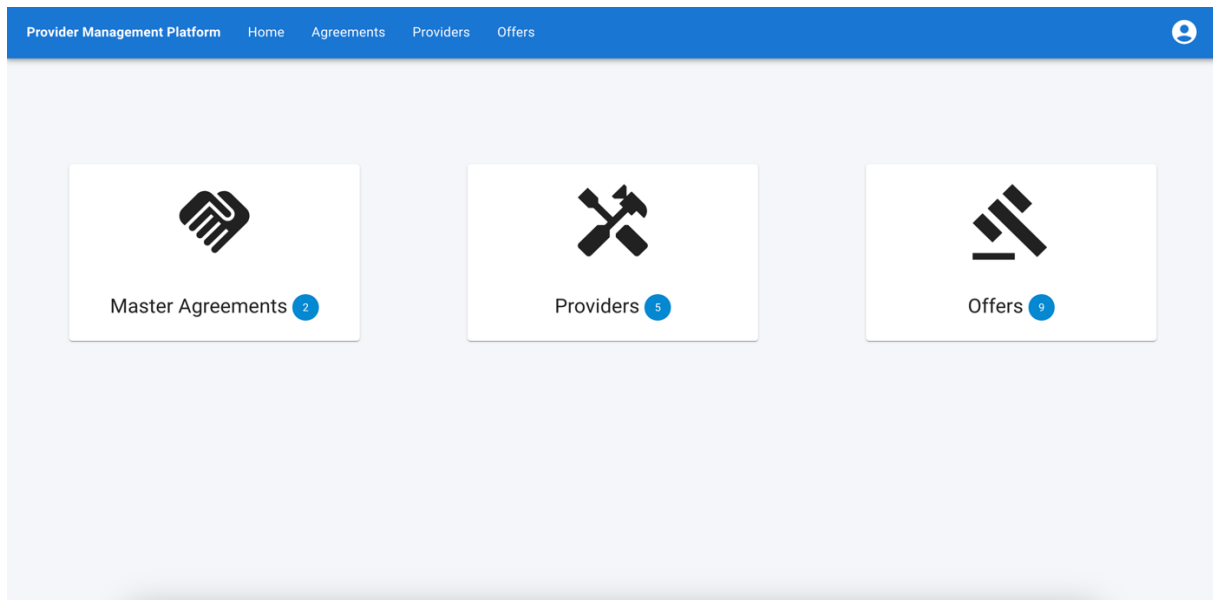 Provider Management Platform Home Agreements Providers Offers
Master Agreements 2
Providers 5
Offers 9